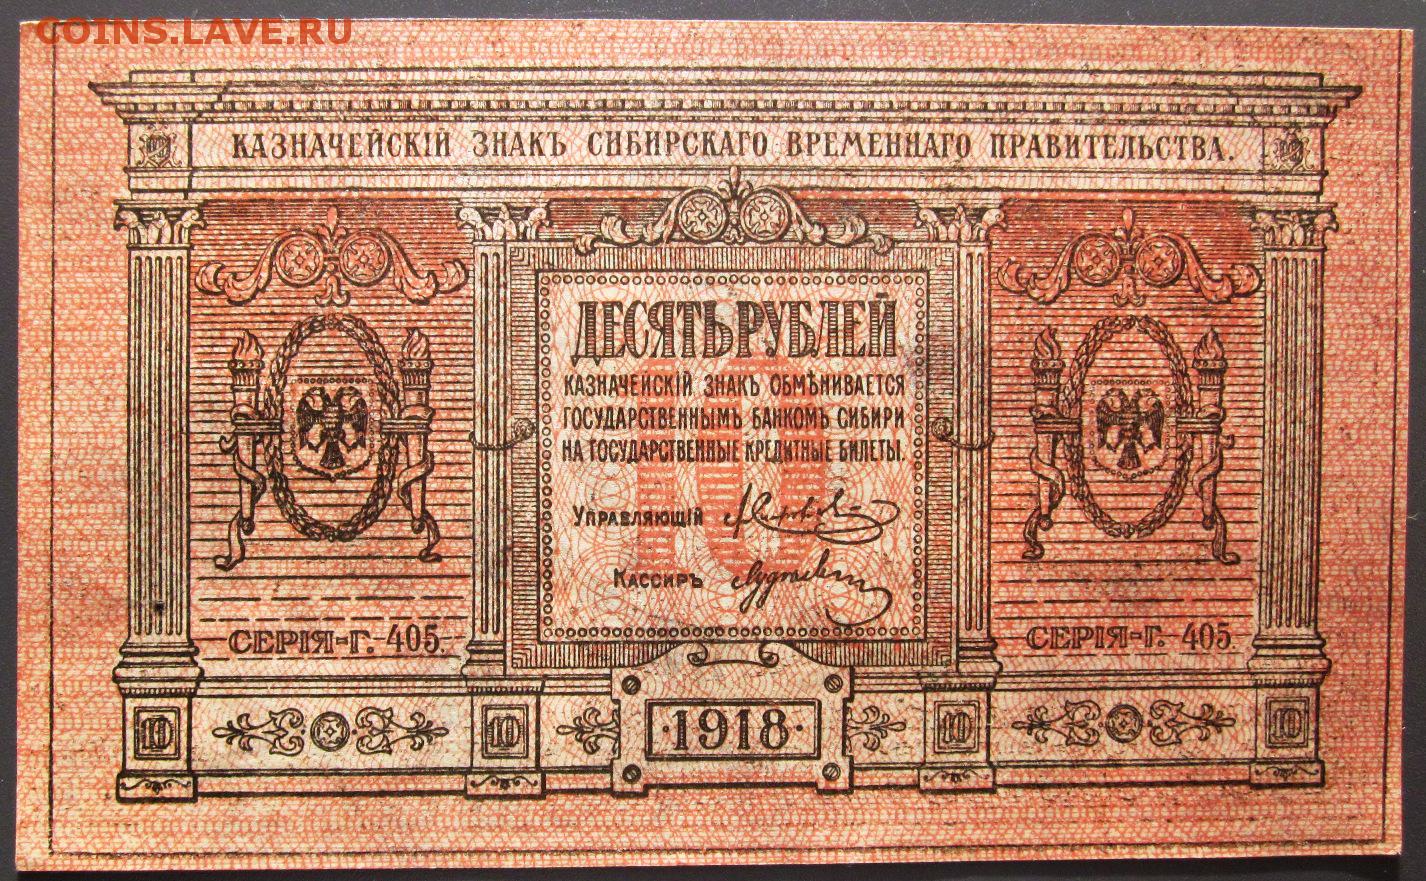 COINS.LAVE.RU
КАЗНАЧЕЙСКІЙ ЗНАКЪ СИБИРСКАГО ВРЕМЕННАГО ПРАВИТЕЛЬСТВА.
ДЕСЯТЬ РУБЛЕЙ
КАЗНАЧЕЙСКІЙ ЗНАКЪ ОБМѢНИВАЕТСЯ
ГОСУДАРСТВЕННЫМЪ БАНКОМЪ СИБИРИ
НА ГОСУДАРСТВЕННЫЕ КРЕДИТНЫЕ БИЛЕТЫ.
10
УПРАВЛЯЮЩІЙ
КАССИРЪ
СЕРІЯ-Г. 405. СЕРІЯ-Г. 405.
10 10 ·1918· 10 10